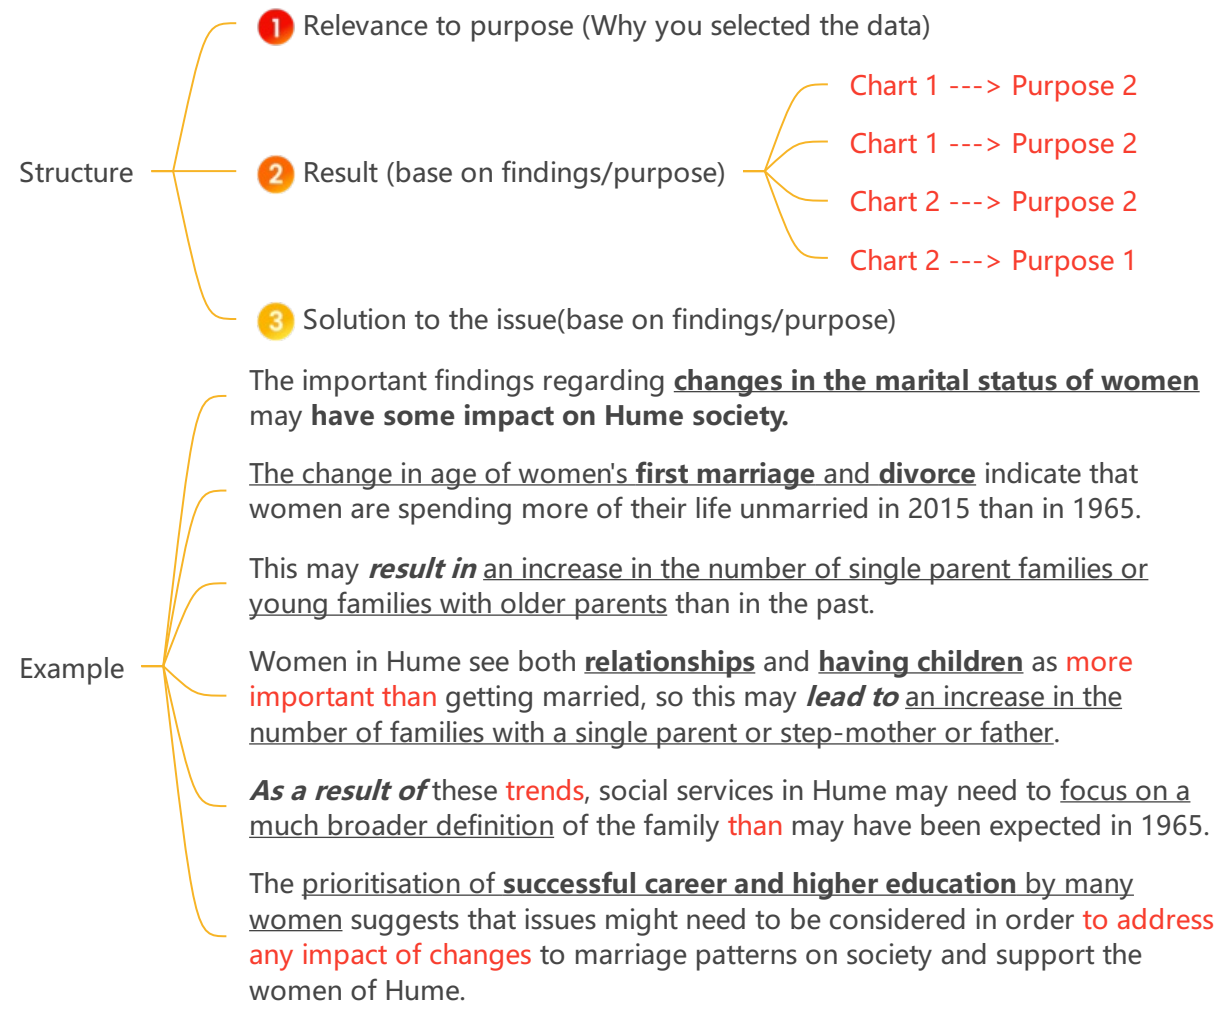 1 Relevance to purpose (Why you selected the data)
Chart 1 ---> Purpose 2
Chart 1 ---> Purpose 2
Structure
2 Result (base on findings/purpose)
Chart 2 ---> Purpose 2
Chart 2 ---> Purpose 1
3 Solution to the issue(base on findings/purpose)
The important findings regarding changes in the marital status of women
may have some impact on Hume society.
The change in age of women's first marriage and divorce indicate that
women are spending more of their life unmarried in 2015 than in 1965.
This may result in an increase in the number of single parent families or
young families with older parents than in the past.
Example
Women in Hume see both relationships and having children as more
important than getting married, so this may lead to an increase in the
number of families with a single parent or step-mother or father.
As a result of these trends, social services in Hume may need to focus on a
much broader definition of the family than may have been expected in 1965.
The prioritisation of successful career and higher education by many
women suggests that issues might need to be considered in order to address
any impact of changes to marriage patterns on society and support the
women of Hume.